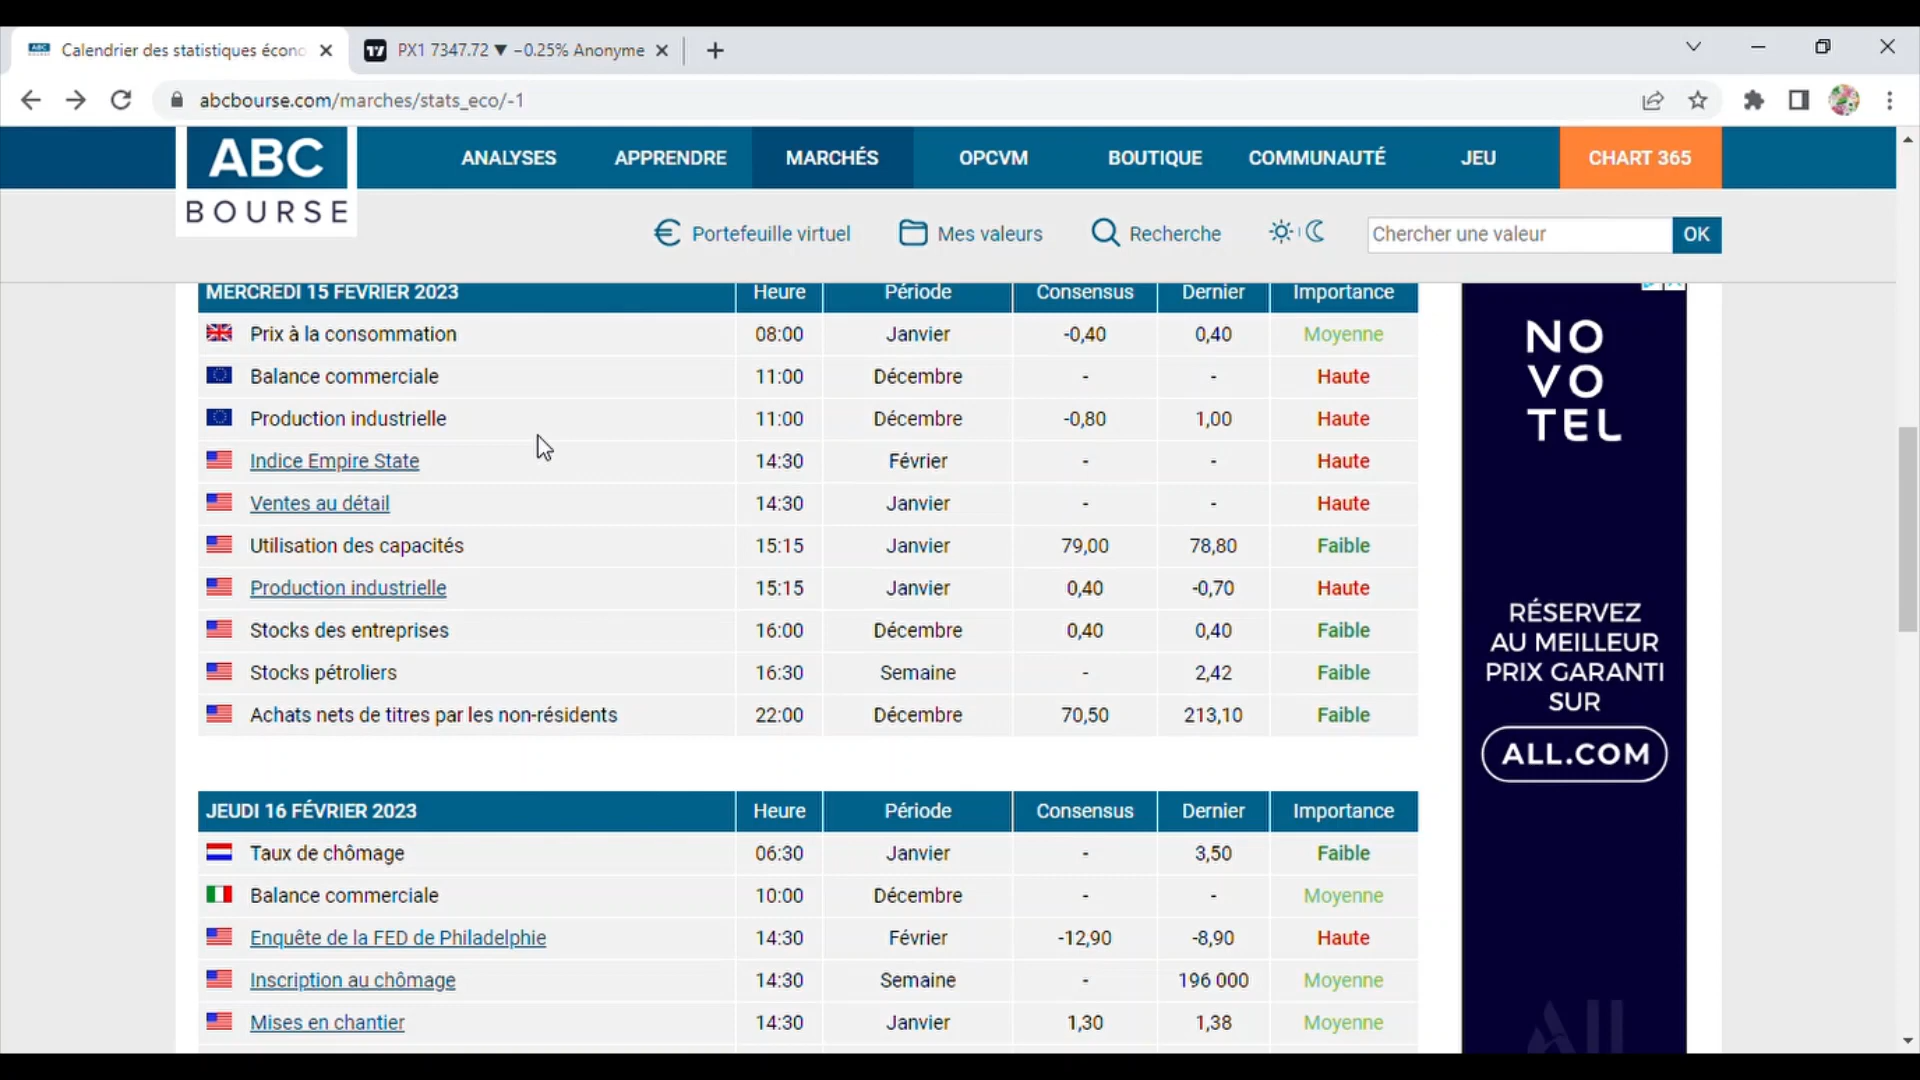 Calendrier des statistiques écono
PX1 7347.72 ▼ −0.25% Anonyme
abcbourse.com/marches/stats_eco/-1
ABC
BOURSE
ANALYSES APPRENDRE MARCHÉS OPCVM BOUTIQUE COMMUNAUTÉ JEU CHART 365
Portefeuille virtuel Mes valeurs Recherche Chercher une valeur OK
MERCREDI 15 FÉVRIER 2023 Heure Période Consensus Dernier Importance
Prix à la consommation 08:00 Janvier -0,40 0,40 Moyenne
Balance commerciale 11:00 Décembre - - Haute
Production industrielle 11:00 Décembre -0,80 1,00 Haute
Indice Empire State 14:30 Février - - Haute
Ventes au détail 14:30 Janvier - - Haute
Utilisation des capacités 15:15 Janvier 79,00 78,80 Faible
Production industrielle 15:15 Janvier 0,40 -0,70 Haute
Stocks des entreprises 16:00 Décembre 0,40 0,40 Faible
Stocks pétroliers 16:30 Semaine - 2,42 Faible
Achats nets de titres par les non-résidents 22:00 Décembre 70,50 213,10 Faible
JEUDI 16 FÉVRIER 2023 Heure Période Consensus Dernier Importance
Taux de chômage 06:30 Janvier - 3,50 Faible
Balance commerciale 10:00 Décembre - - Moyenne
Enquête de la FED de Philadelphie 14:30 Février -12,90 -8,90 Haute
Inscription au chômage 14:30 Semaine - 196 000 Moyenne
Mises en chantier 14:30 Janvier 1,30 1,38 Moyenne
NO
VO
TEL
RÉSERVEZ
AU MEILLEUR
PRIX GARANTI
SUR
ALL.COM
All